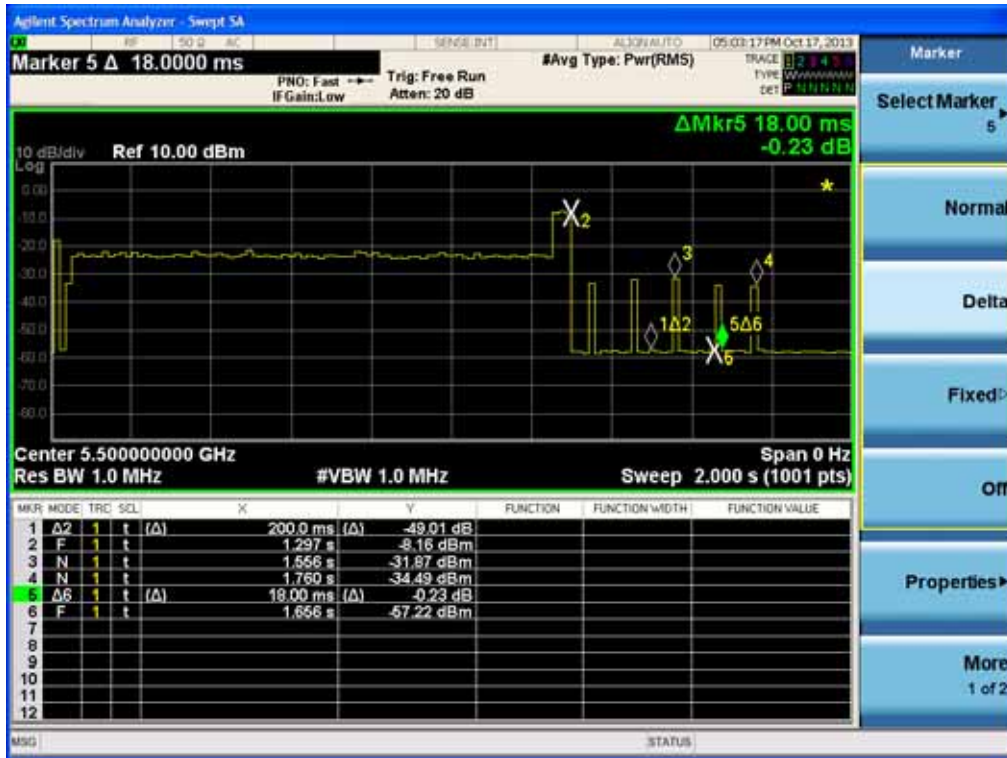 Agilent Spectrum Analyzer - Swept SA
RF 50 Ω AC SENSE:INT ALIGN AUTO 05:03:17 PM Oct 17, 2013
Marker 5 Δ 18.0000 ms
PNO: Fast
IFGain:Low
Trig: Free Run
Atten: 20 dB
#Avg Type: Pwr(RMS)
TRACE 1 2 3 4 5 6
TYPE
DET P N N N N N
ΔMkr5 18.00 ms
-0.23 dB
10 dB/div Ref 10.00 dBm
Log
0.00
-10.0
-20.0
-30.0
-40.0
-50.0
-60.0
-70.0
-80.0
2
3
4
1Δ2
5Δ6
6
Center 5.500000000 GHz Span 0 Hz
Res BW 1.0 MHz #VBW 1.0 MHz Sweep 2.000 s (1001 pts)
MKR MODE TRC SCL X Y FUNCTION FUNCTION WIDTH FUNCTION VALUE
1 Δ2 1 t (Δ) 200.0 ms (Δ) -49.01 dB
2 F 1 t 1.297 s -8.16 dBm
3 N 1 t 1.556 s -31.87 dBm
4 N 1 t 1.760 s -34.49 dBm
5 Δ6 1 t (Δ) 18.00 ms (Δ) -0.23 dB
6 F 1 t 1.656 s -57.22 dBm
7
8
9
10
11
12
MSG STATUS
Marker
Select Marker
5
Normal
Delta
Fixed
Off
Properties
More
1 of 2